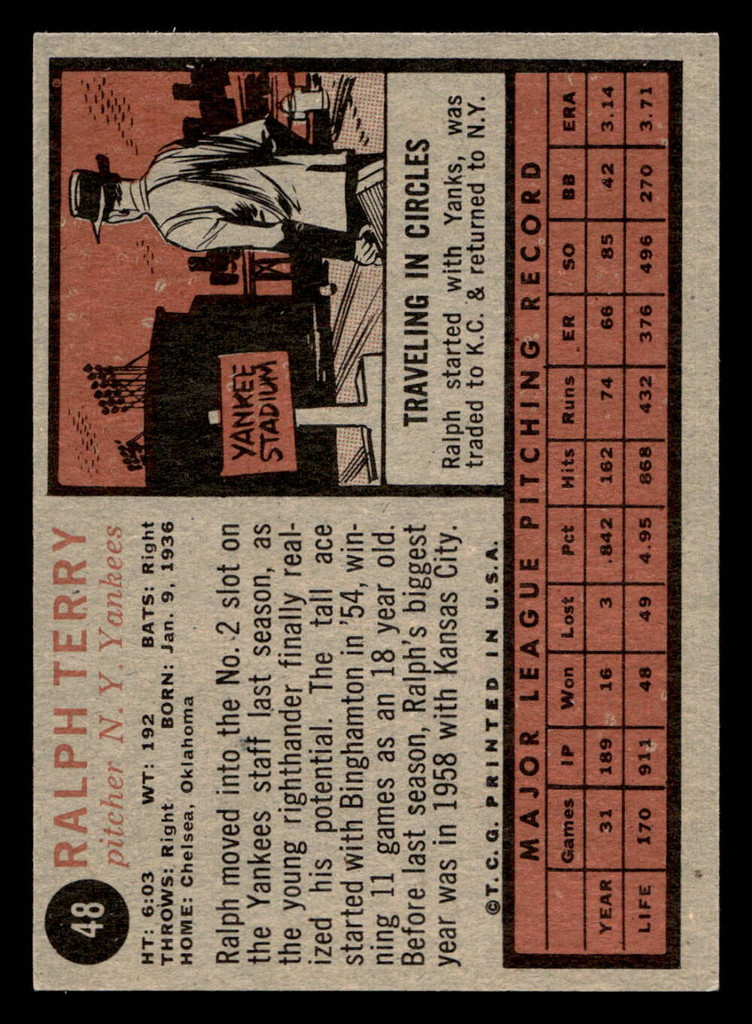 48
RALPH TERRY
pitcher N. Y. Yankees
HT: 6:03 WT: 192 BATS: Right
THROWS: Right BORN: Jan. 9, 1936
HOME: Chelsea, Oklahoma
Ralph moved into the No. 2 slot on
the Yankees staff last season, as
the young righthander finally real-
ized his potential. The tall ace
started with Binghamton in '54, win-
ning 11 games as an 18 year old.
Before last season, Ralph's biggest
year was in 1958 with Kansas City.
©T. C. G. PRINTED IN U.S.A.
YANKEE
STADIUM
TRAVELING IN CIRCLES
Ralph started with Yanks, was
traded to K.C. & returned to N.Y.
MAJOR LEAGUE PITCHING RECORD
Games IP Won Lost Pct Hits Runs ER SO BB ERA
YEAR 31 189 16 3 .842 162 74 66 85 42 3.14
LIFE 170 911 48 49 4.95 868 432 376 496 270 3.71